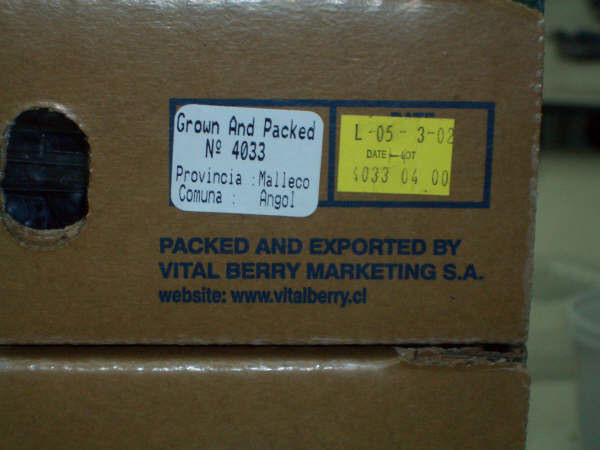 Grown And Packed
Nº 4033
Provincia : Malleco
Comuna : Angol
DATE
L-05-3-02
DATE-LOT
4033 04 00
PACKED AND EXPORTED BY
VITAL BERRY MARKETING S.A.
website: www.vitalberry.cl